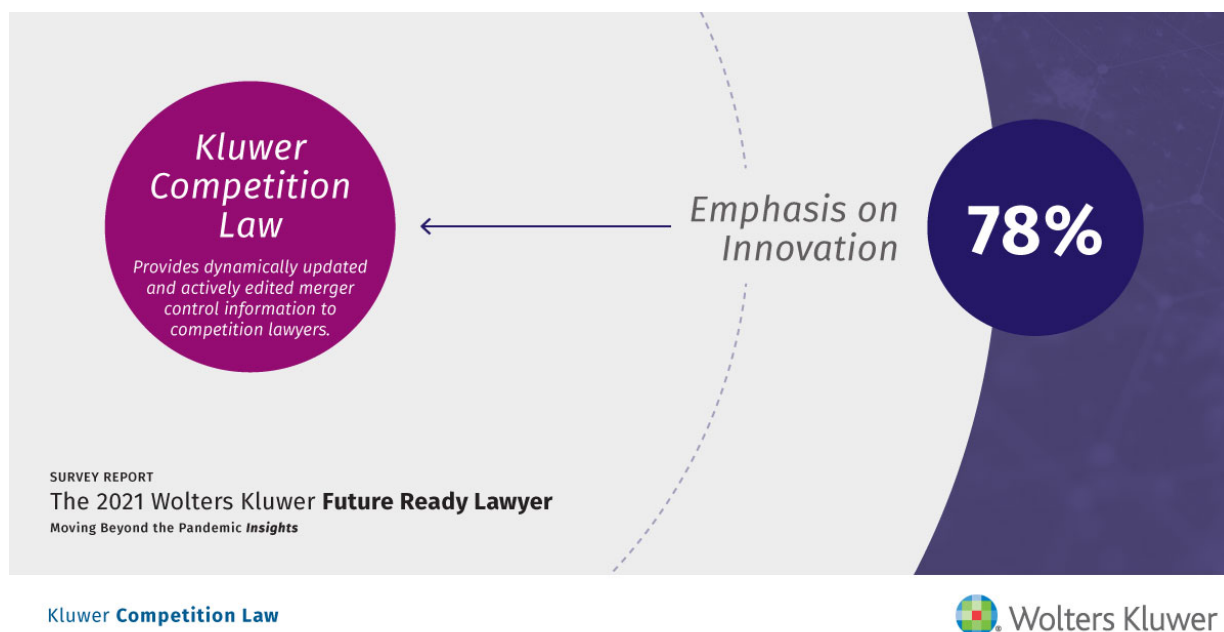 Kluwer
Competition
Law
Provides dynamically updated
and actively edited merger
control information to
competition lawyers.
Emphasis on
Innovation
78%
SURVEY REPORT
The 2021 Wolters Kluwer Future Ready Lawyer
Moving Beyond the Pandemic Insights
Kluwer Competition Law
Wolters Kluwer